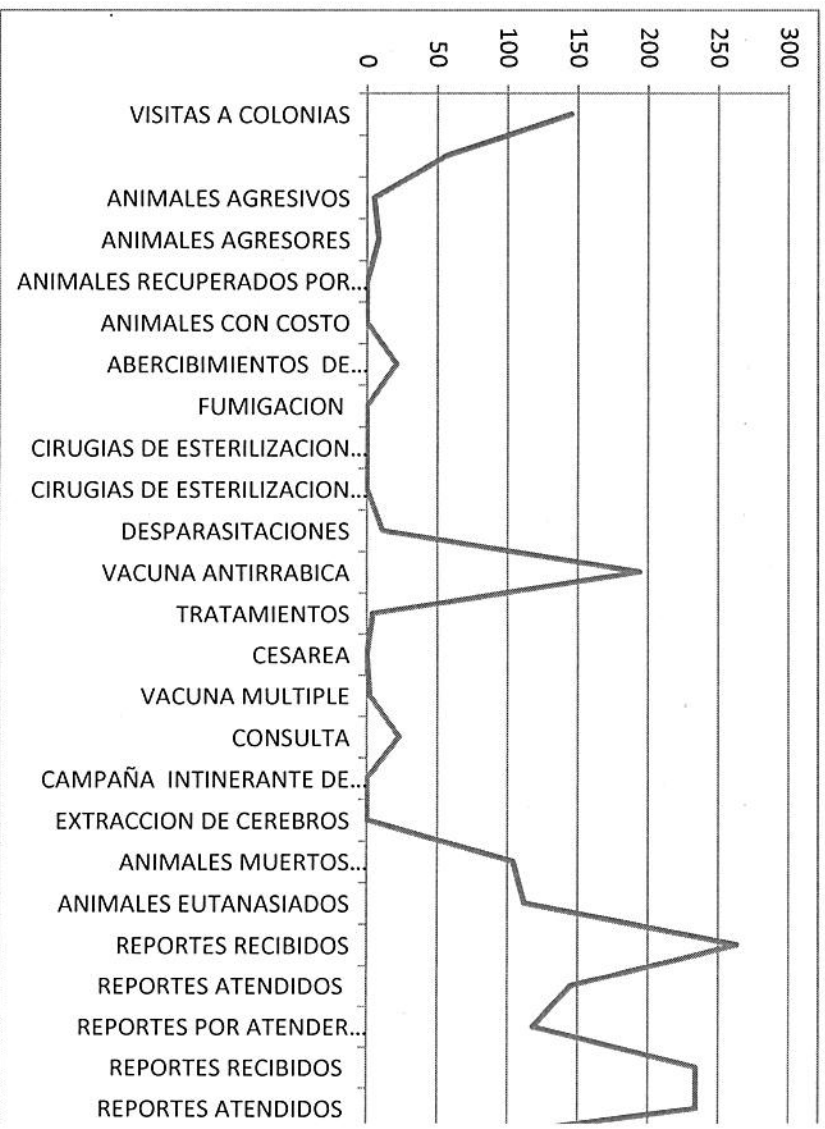 300
250
200
150
100
50
0
VISITAS A COLONIAS
ANIMALES AGRESIVOS
ANIMALES AGRESORES
ANIMALES RECUPERADOS POR...
ANIMALES CON COSTO
ABERCIBIMIENTOS DE...
FUMIGACION
CIRUGIAS DE ESTERILIZACION...
CIRUGIAS DE ESTERILIZACION...
DESPARASITACIONES
VACUNA ANTIRRABICA
TRATAMIENTOS
CESAREA
VACUNA MULTIPLE
CONSULTA
CAMPAÑA INTINERANTE DE...
EXTRACCION DE CEREBROS
ANIMALES MUERTOS...
ANIMALES EUTANASIADOS
REPORTES RECIBIDOS
REPORTES ATENDIDOS
REPORTES POR ATENDER...
REPORTES RECIBIDOS
REPORTES ATENDIDOS